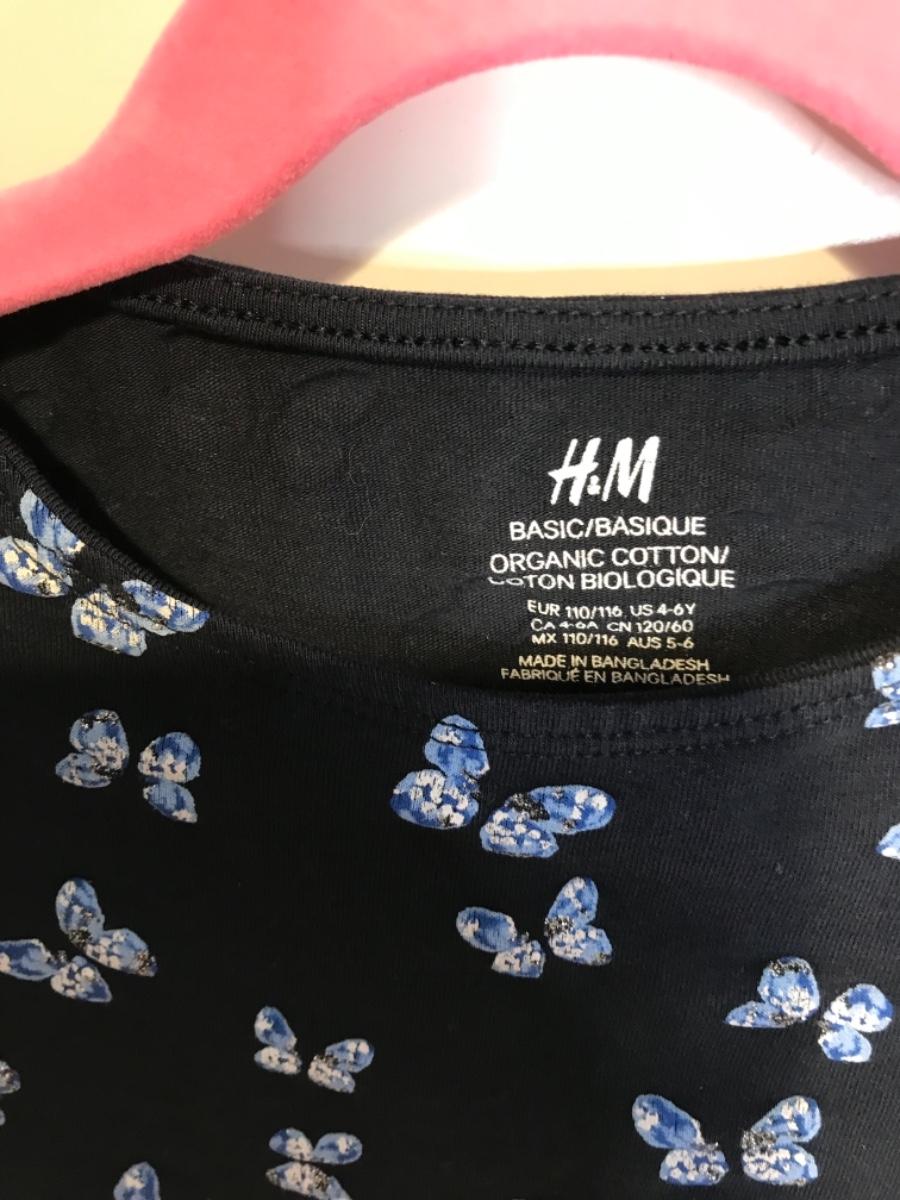 H&M
BASIC/BASIQUE
ORGANIC COTTON/
COTON BIOLOGIQUE
EUR 110/116 US 4-6Y
CA 4-6A CN 120/60
MX 110/116 AUS 5-6
MADE IN BANGLADESH
FABRIQUÉ EN BANGLADESH